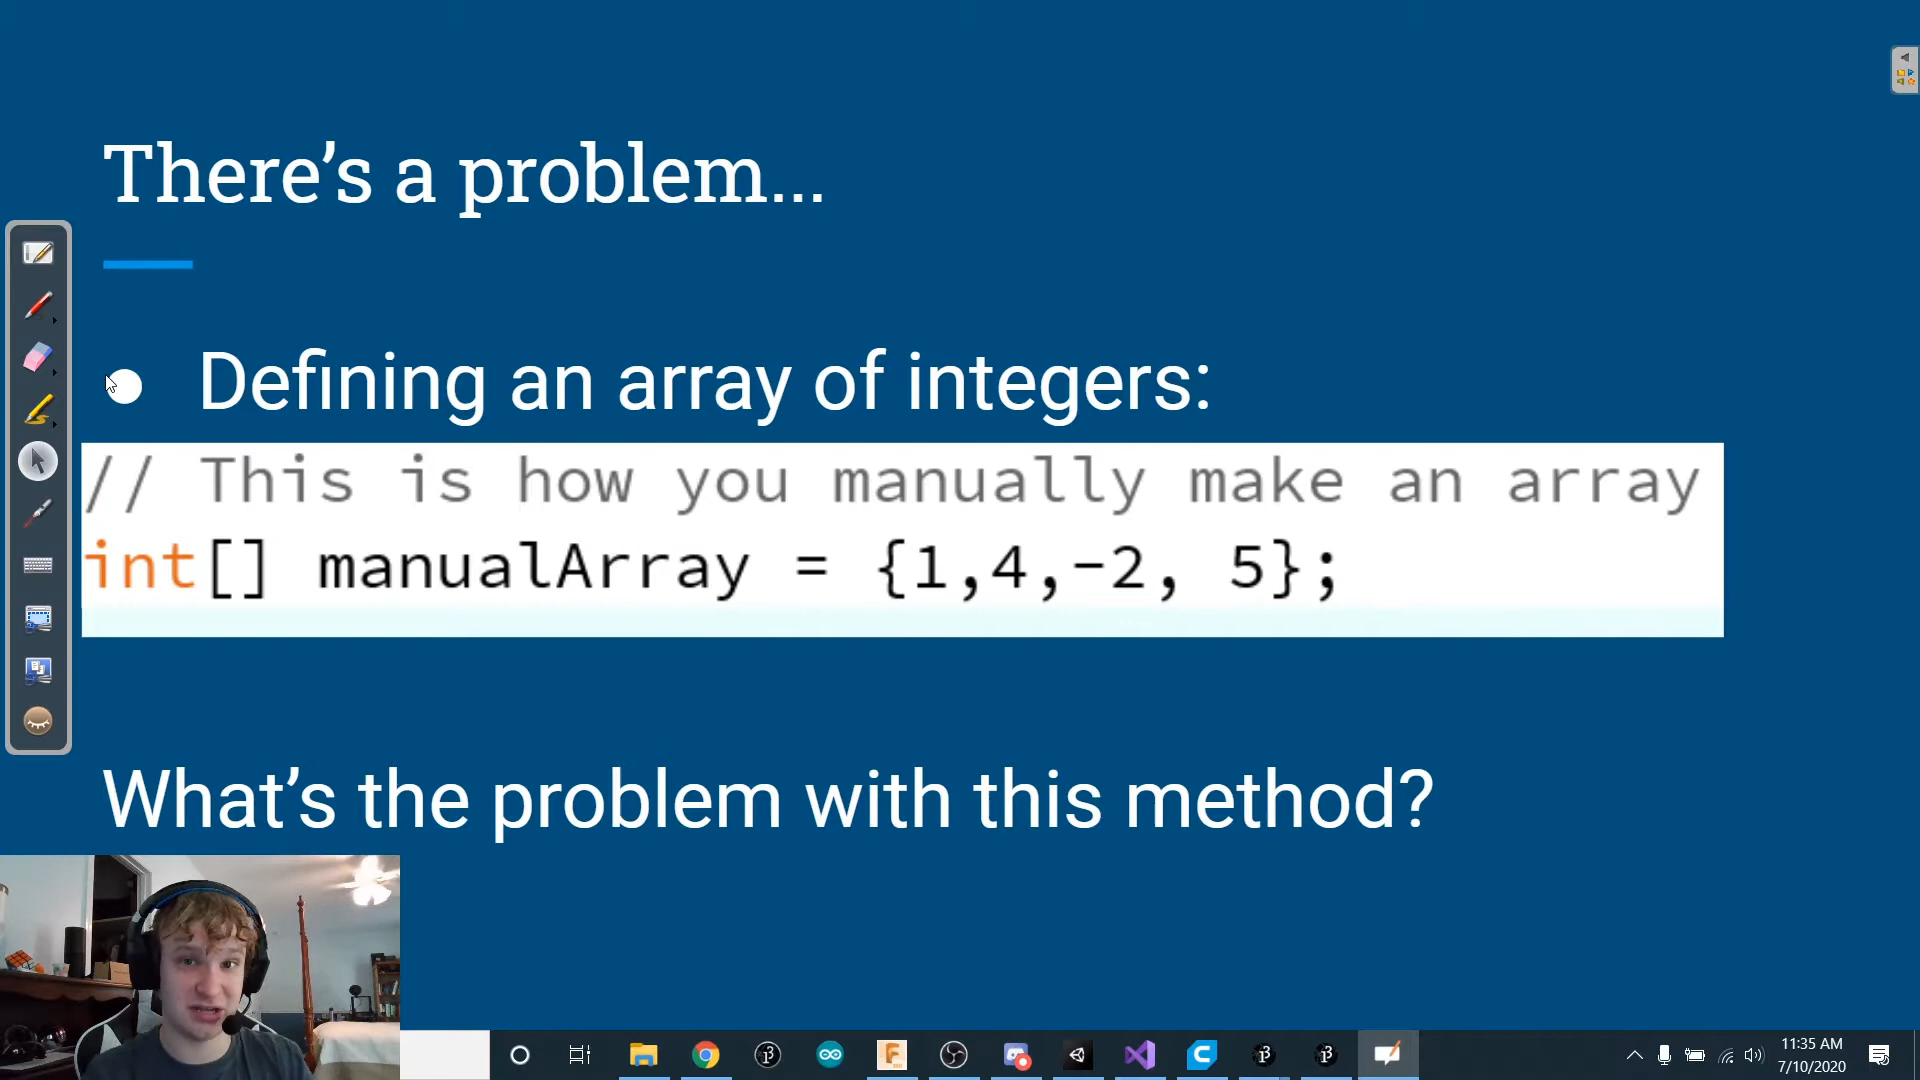 There’s a problem...
● Defining an array of integers:
// This is how you manually make an array
int[] manualArray = {1,4,-2, 5};
What’s the problem with this method?
11:35 AM
7/10/2020